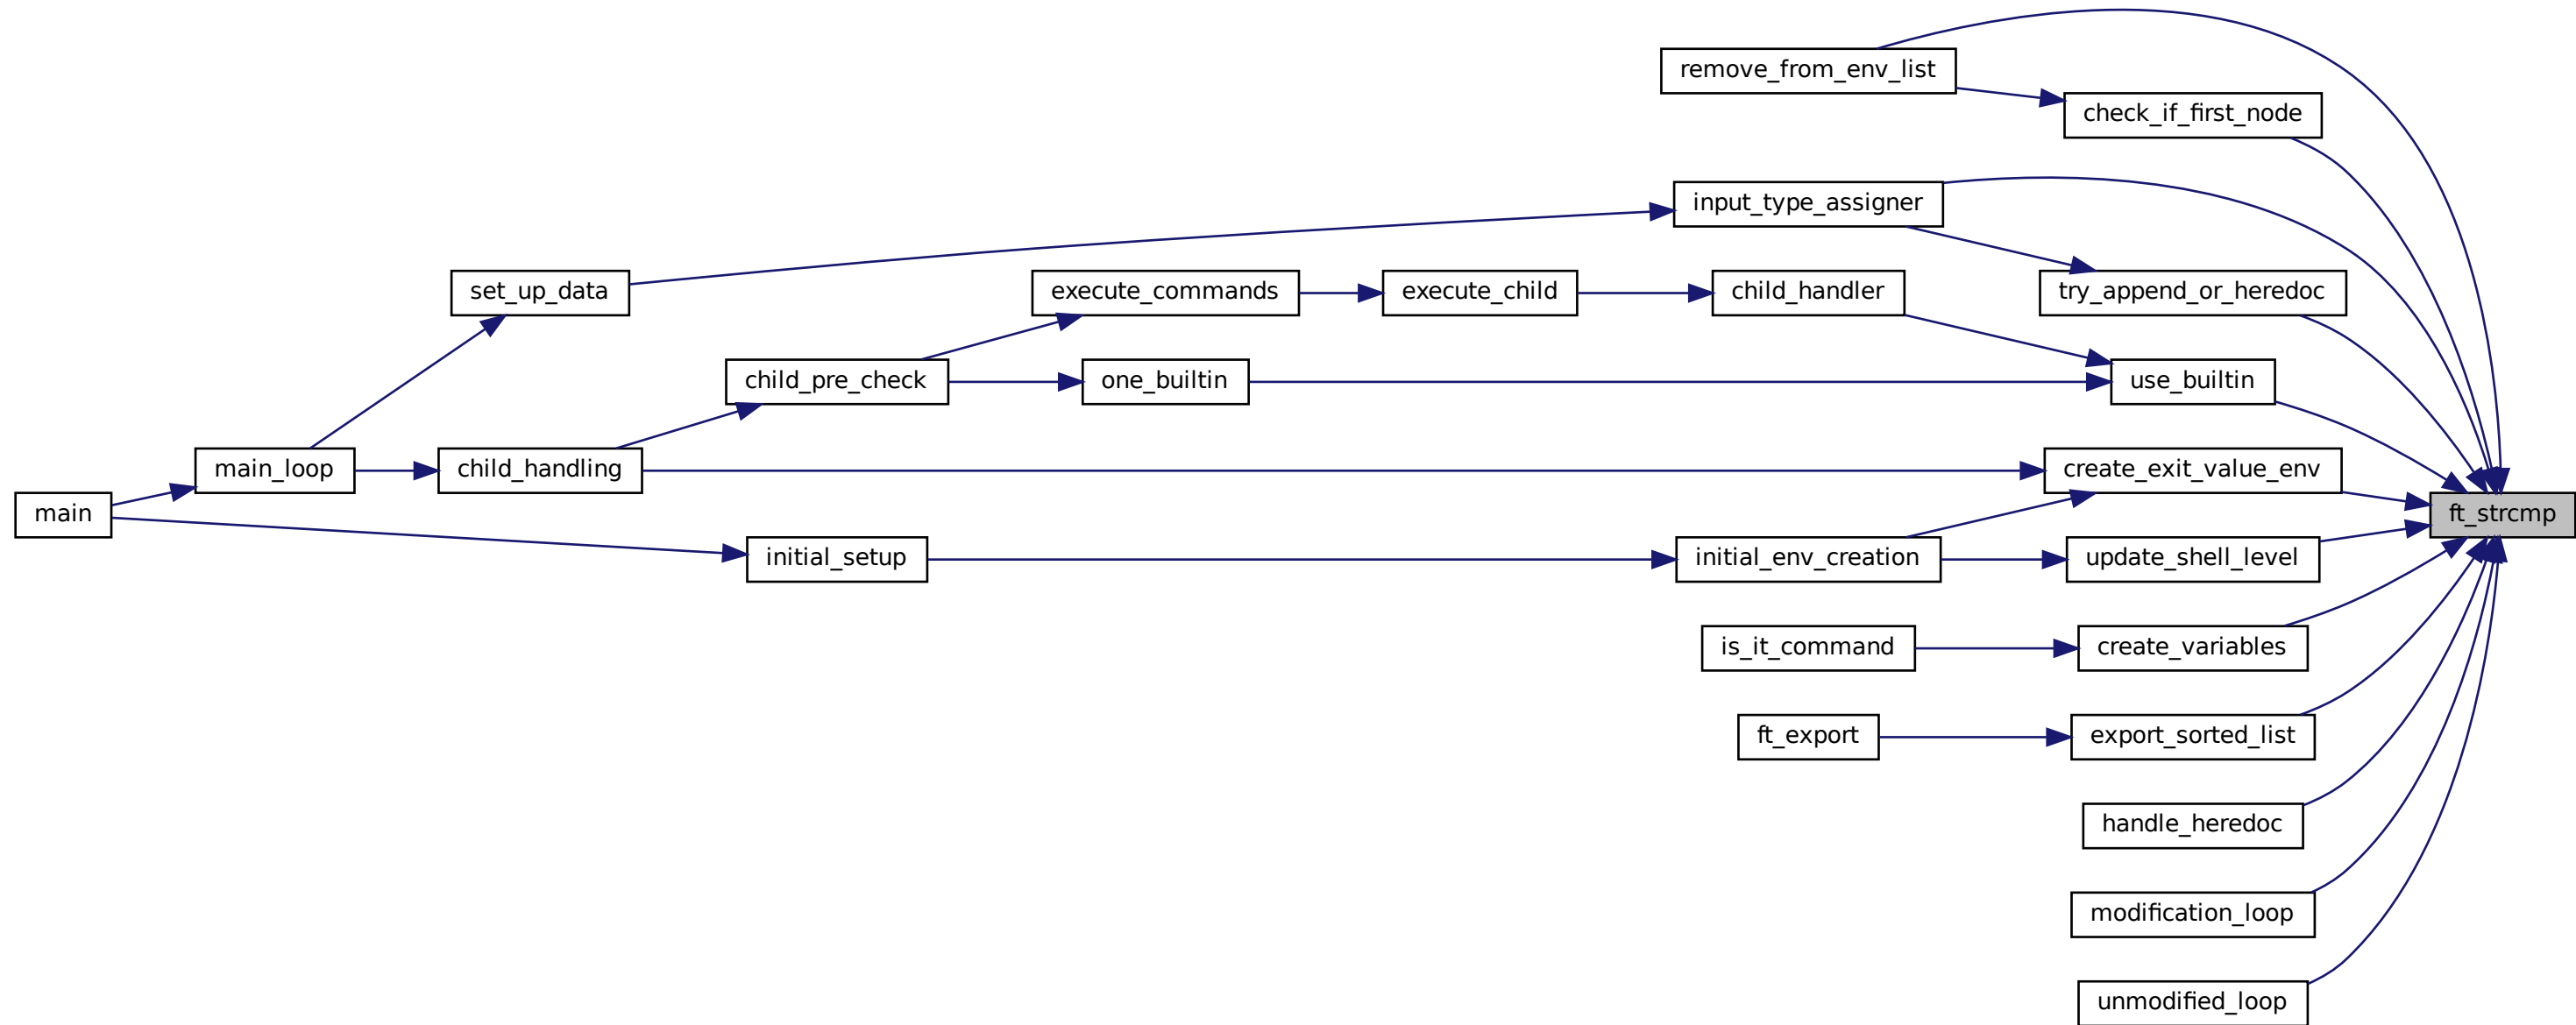 remove_from_env_list
check_if_first_node
input_type_assigner
set_up_data
execute_commands
execute_child
child_handler
try_append_or_heredoc
child_pre_check
one_builtin
use_builtin
main_loop
child_handling
create_exit_value_env
main
ft_strcmp
initial_setup
initial_env_creation
update_shell_level
is_it_command
create_variables
ft_export
export_sorted_list
handle_heredoc
modification_loop
unmodified_loop